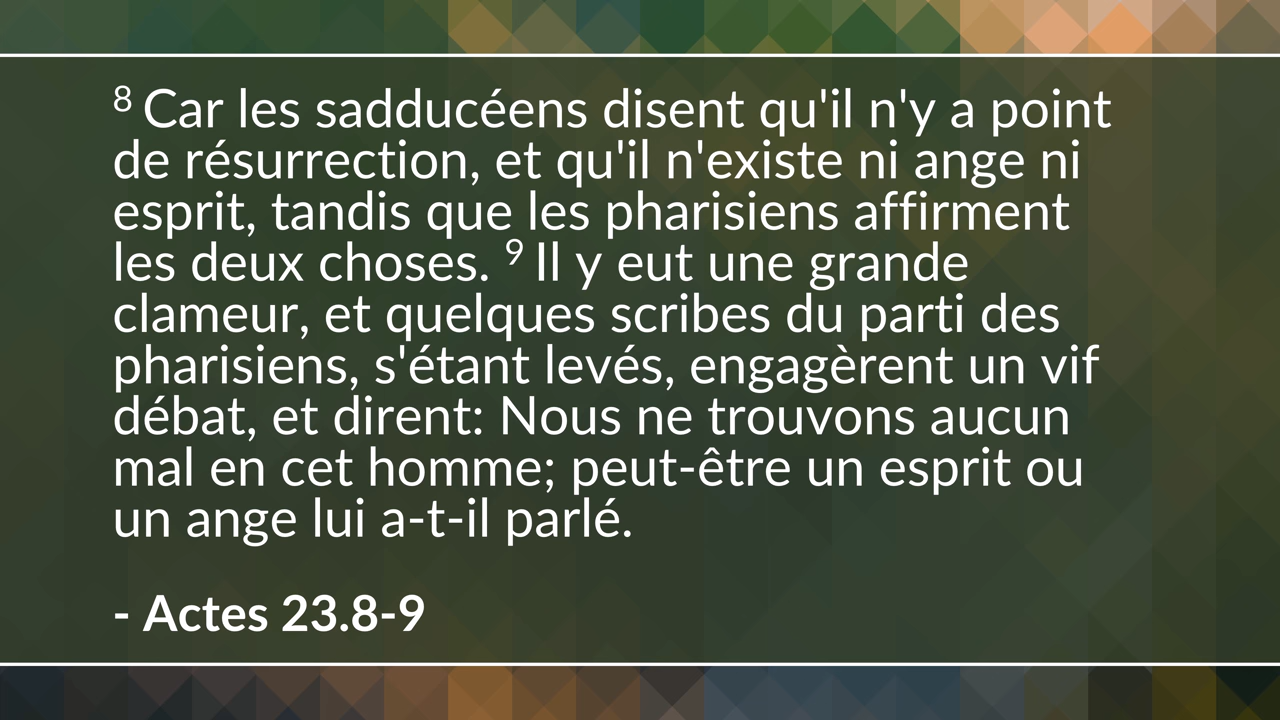 8 Car les sadducéens disent qu'il n'y a point
de résurrection, et qu'il n'existe ni ange ni
esprit, tandis que les pharisiens affirment
les deux choses. 9 Il y eut une grande
clameur, et quelques scribes du parti des
pharisiens, s'étant levés, engagèrent un vif
débat, et dirent: Nous ne trouvons aucun
mal en cet homme; peut-être un esprit ou
un ange lui a-t-il parlé.
- Actes 23.8-9